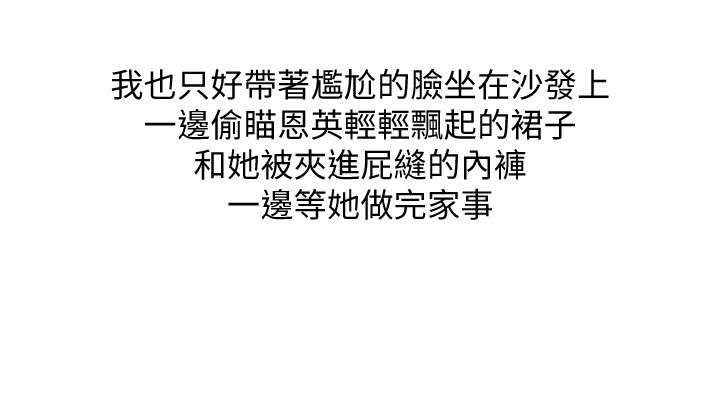 我也只好帶著尷尬的臉坐在沙發上
一邊偷瞄恩英輕輕飄起的裙子
和她被夾進屁縫的內褲
一邊等她做完家事